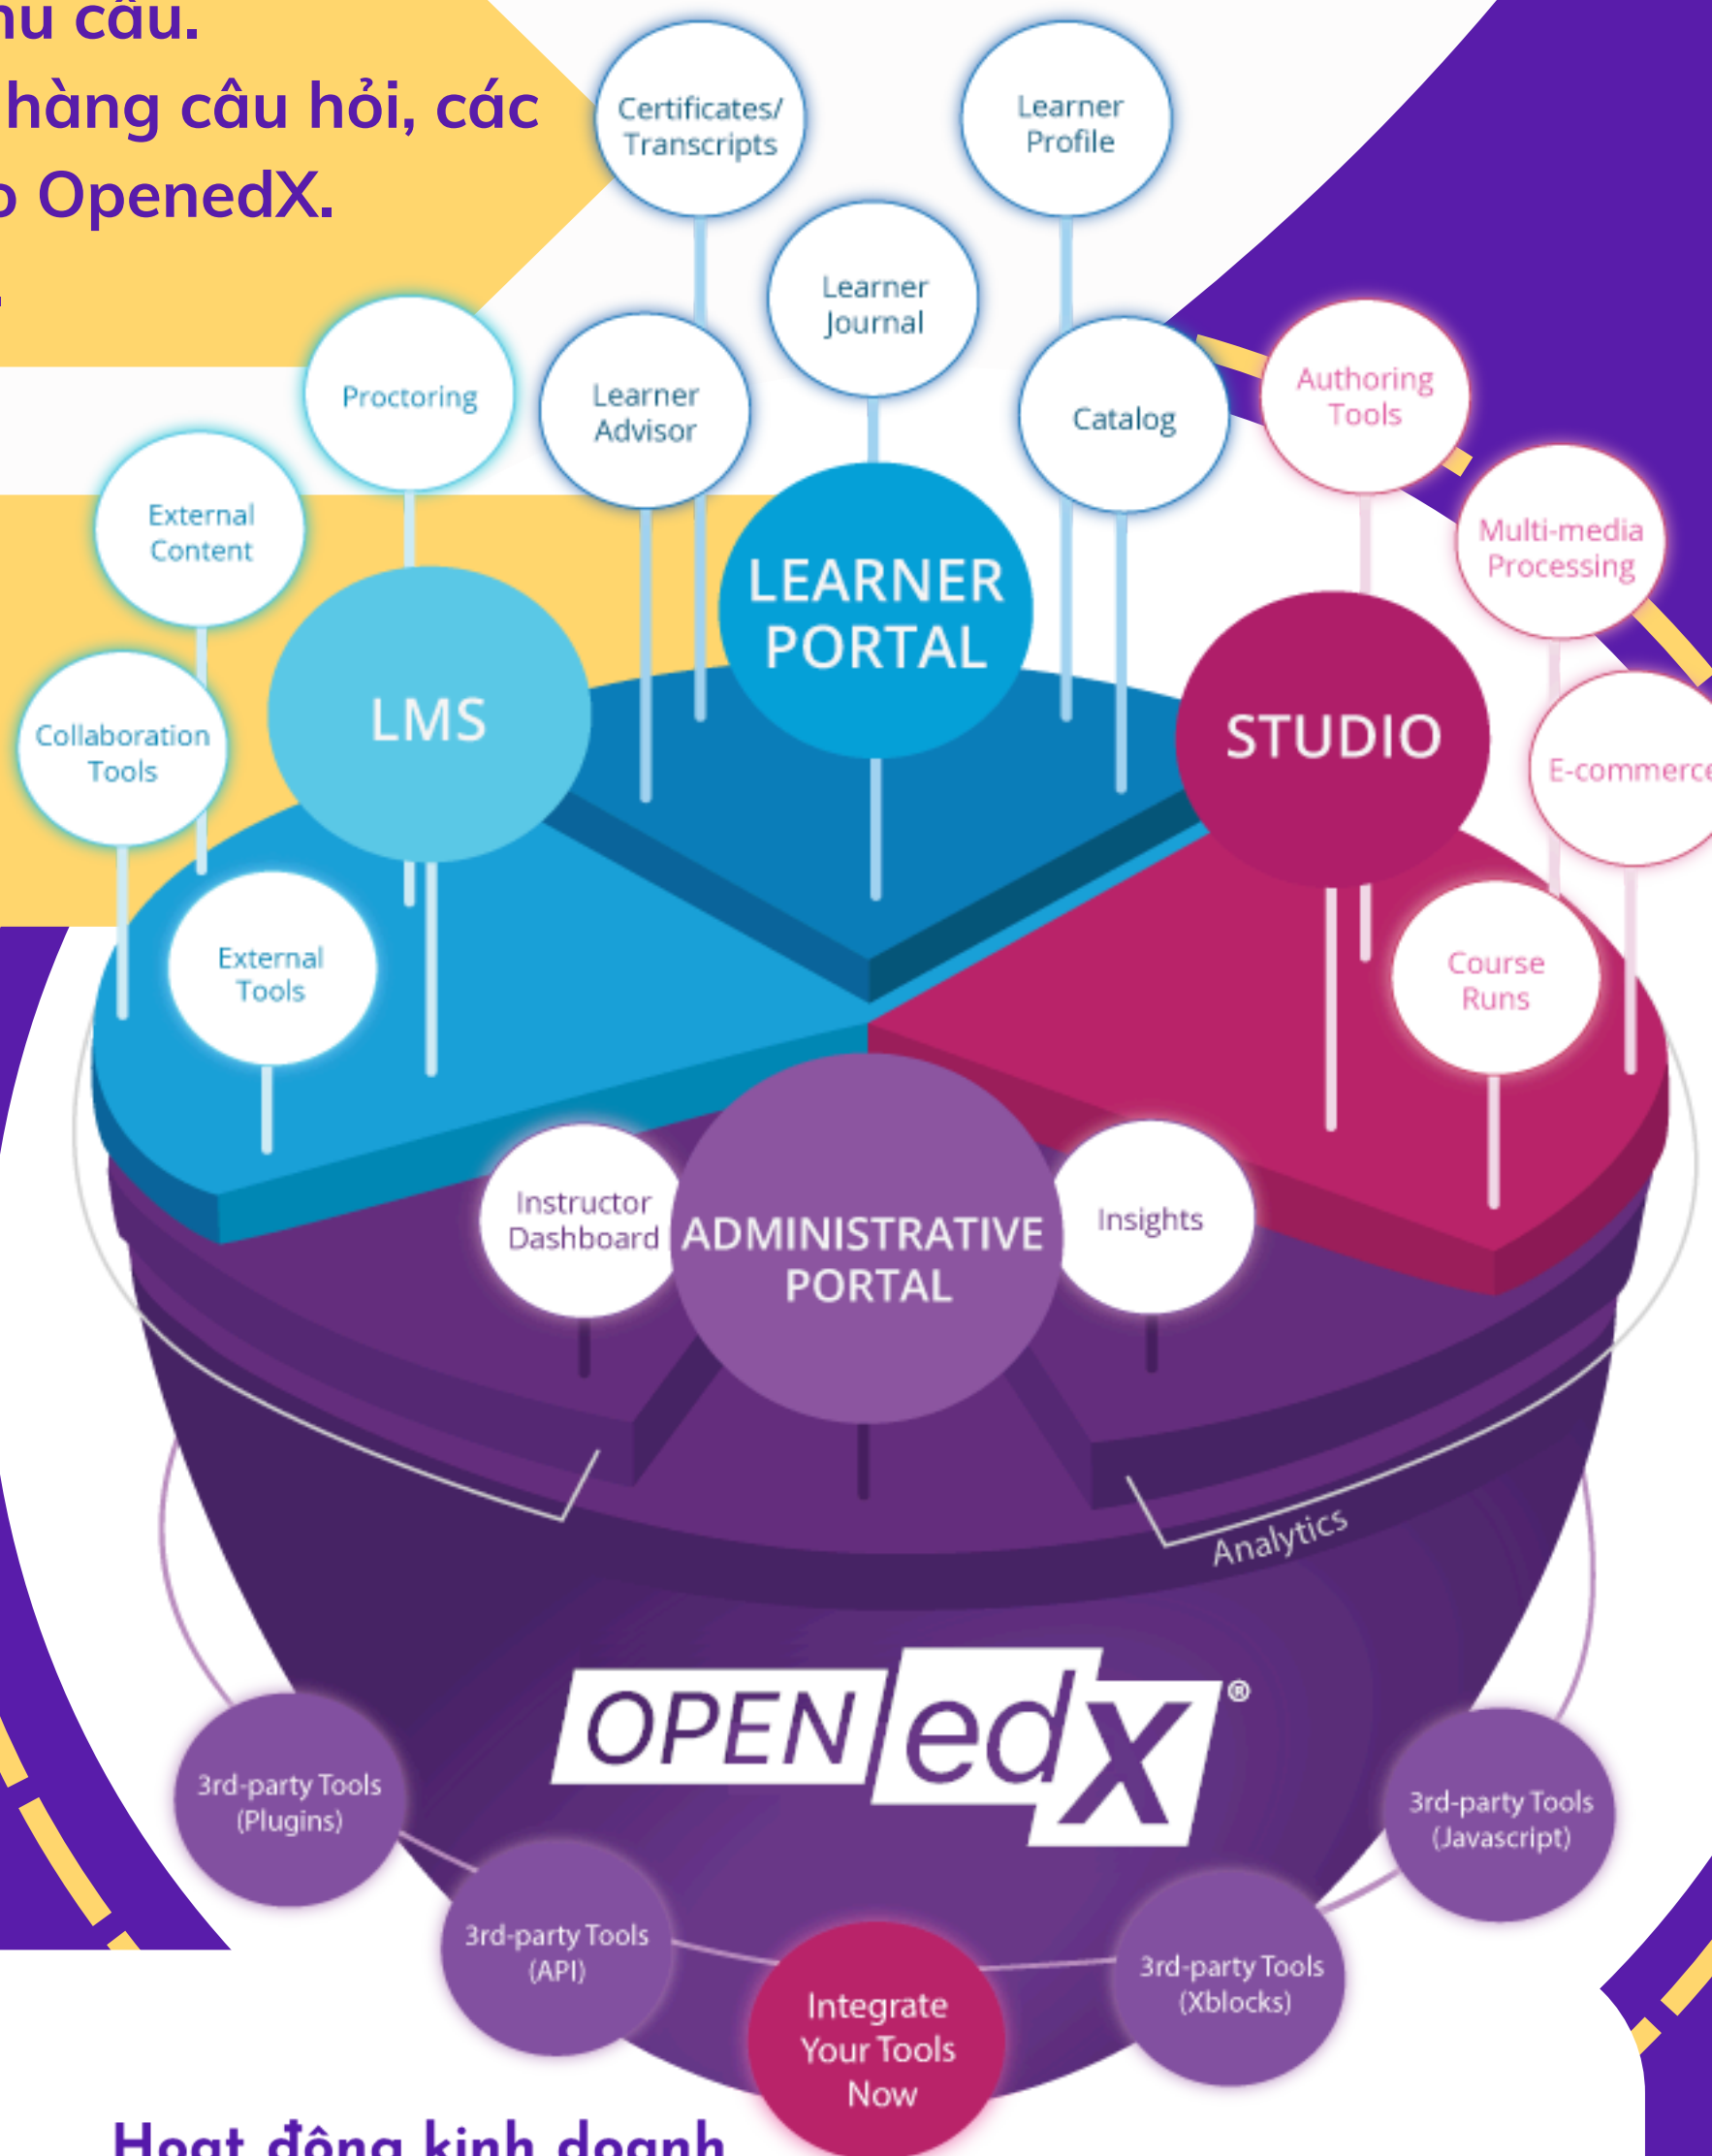 nu cầu.
hàng câu hỏi, các
OpenedX.
Certificates/
Transcripts
Learner
Profile
Learner
Journal
Proctoring
Learner
Advisor
Catalog
Authoring
Tools
External
Content
Multi-media
Processing
LEARNER
PORTAL
LMS
STUDIO
Collaboration
Tools
E-commerce
External
Tools
Course
Runs
Instructor
Dashboard
ADMINISTRATIVE
PORTAL
Insights
Analytics
OPEN edX®
3rd-party Tools
(Plugins)
3rd-party Tools
(Javascript)
3rd-party Tools
(API)
3rd-party Tools
(Xblocks)
Integrate
Your Tools
Now
Hoạt động kinh doanh